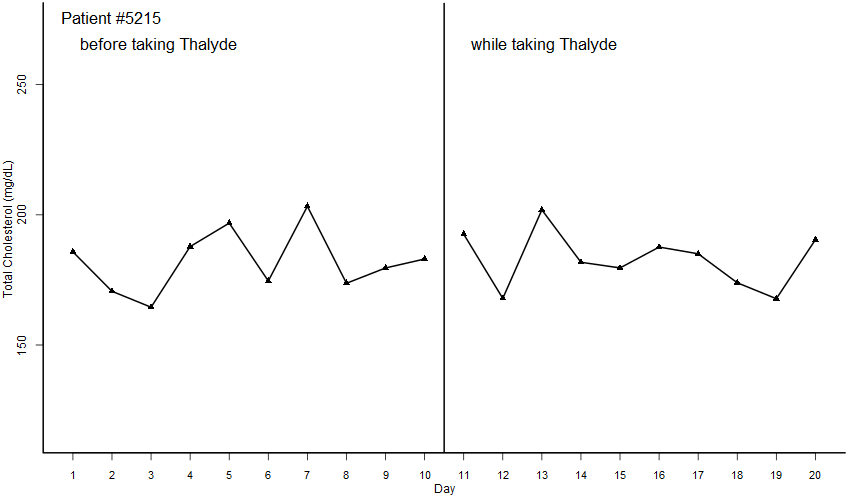 Patient #5215
before taking Thalyde
while taking Thalyde
Total Cholesterol (mg/dL)
250
200
150
1 2 3 4 5 6 7 8 9 10 11 12 13 14 15 16 17 18 19 20
Day